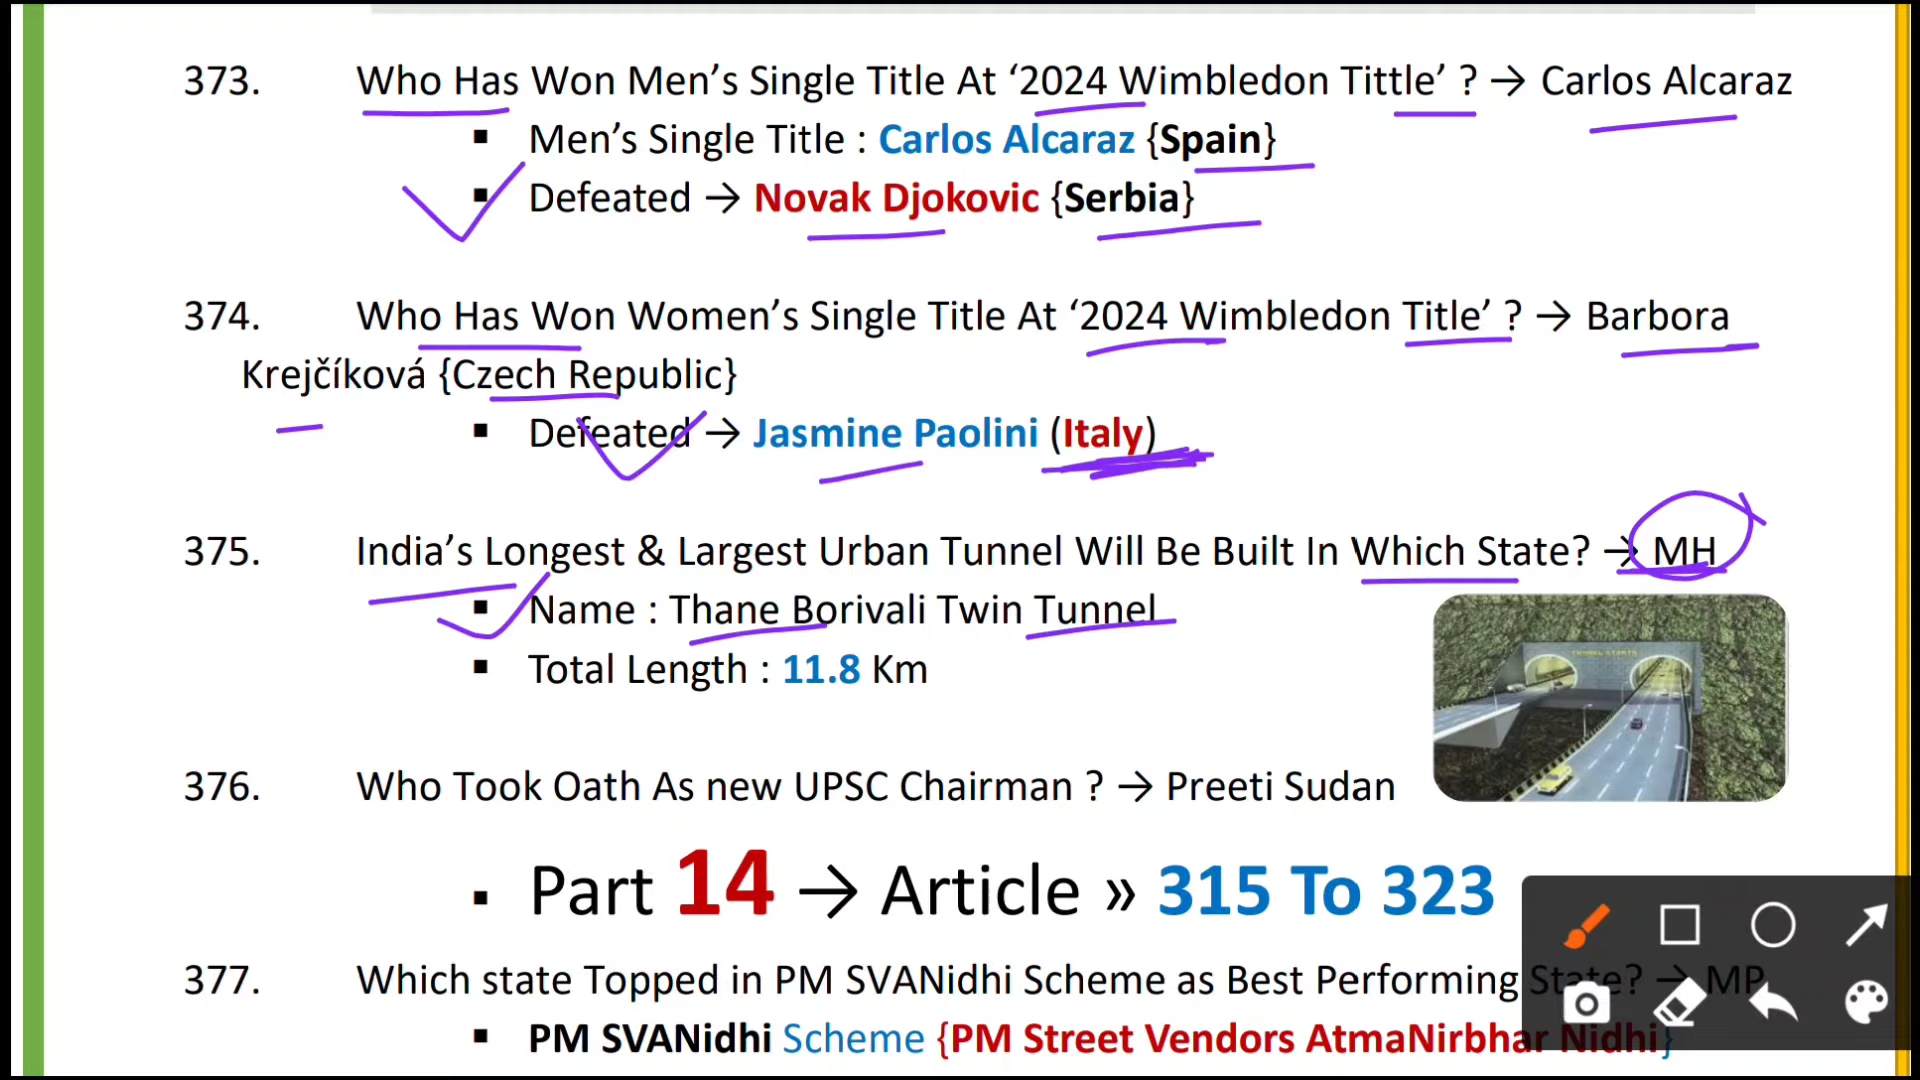 373. Who Has Won Men’s Single Title At ‘2024 Wimbledon Tittle’ ? → Carlos Alcaraz
▪ Men’s Single Title : Carlos Alcaraz {Spain}
▪ Defeated → Novak Djokovic {Serbia}
374. Who Has Won Women’s Single Title At ‘2024 Wimbledon Title’ ? → Barbora
Krejčíková {Czech Republic}
▪ Defeated → Jasmine Paolini (Italy)
375. India’s Longest & Largest Urban Tunnel Will Be Built In Which State? → MH
▪ Name : Thane Borivali Twin Tunnel
▪ Total Length : 11.8 Km
TUNNEL STARTS
376. Who Took Oath As new UPSC Chairman ? → Preeti Sudan
▪ Part 14 → Article » 315 To 323
377. Which state Topped in PM SVANidhi Scheme as Best Performing State? → MP
▪ PM SVANidhi Scheme {PM Street Vendors AtmaNirbhar Nidhi}